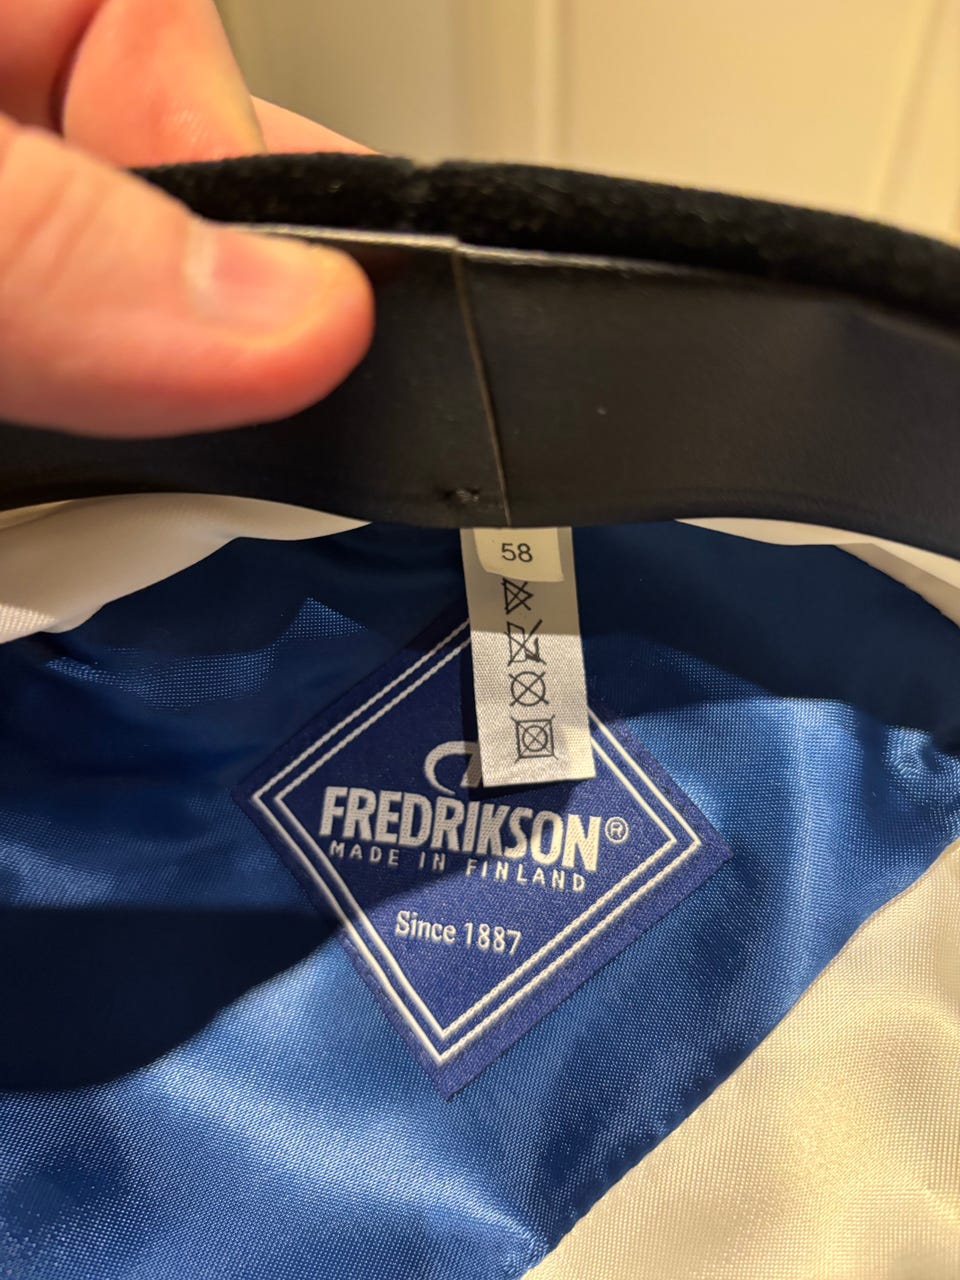 58
FREDRIKSON®
MADE IN FINLAND
Since 1887